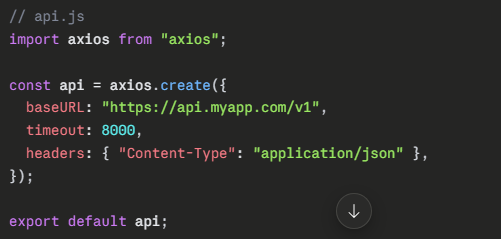 // api.js
import axios from "axios";
const api = axios.create({
baseURL: "https://api.myapp.com/v1",
timeout: 8000,
headers: { "Content-Type": "application/json" },
});
export default api;